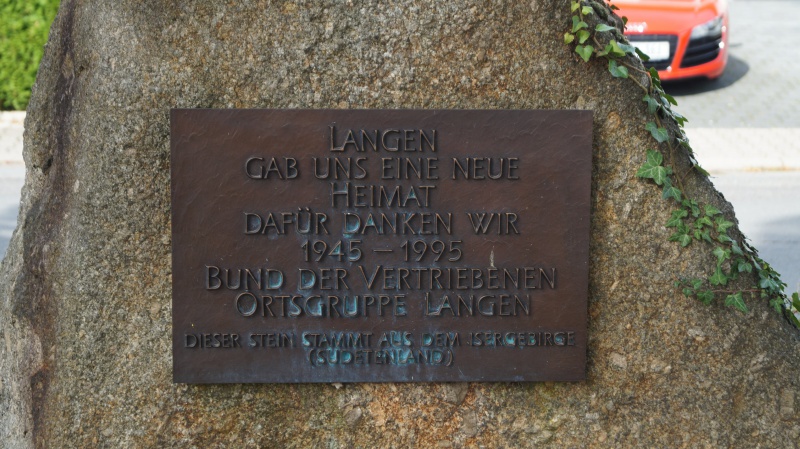 LANGEN
GAB UNS EINE NEUE
HEIMAT
DAFÜR DANKEN WIR
1945 – 1995
BUND DER VERTRIEBENEN
ORTSGRUPPE LANGEN
DIESER STEIN STAMMT AUS DEM ISERGEBIRGE
(SUDETENLAND)